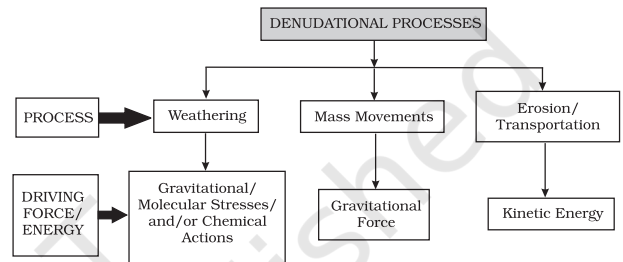 DENUDATIONAL PROCESSES
PROCESS
Weathering
Mass Movements
Erosion/
Transportation
DRIVING
FORCE/
ENERGY
Gravitational/
Molecular Stresses/
and/or Chemical
Actions
Gravitational
Force
Kinetic Energy